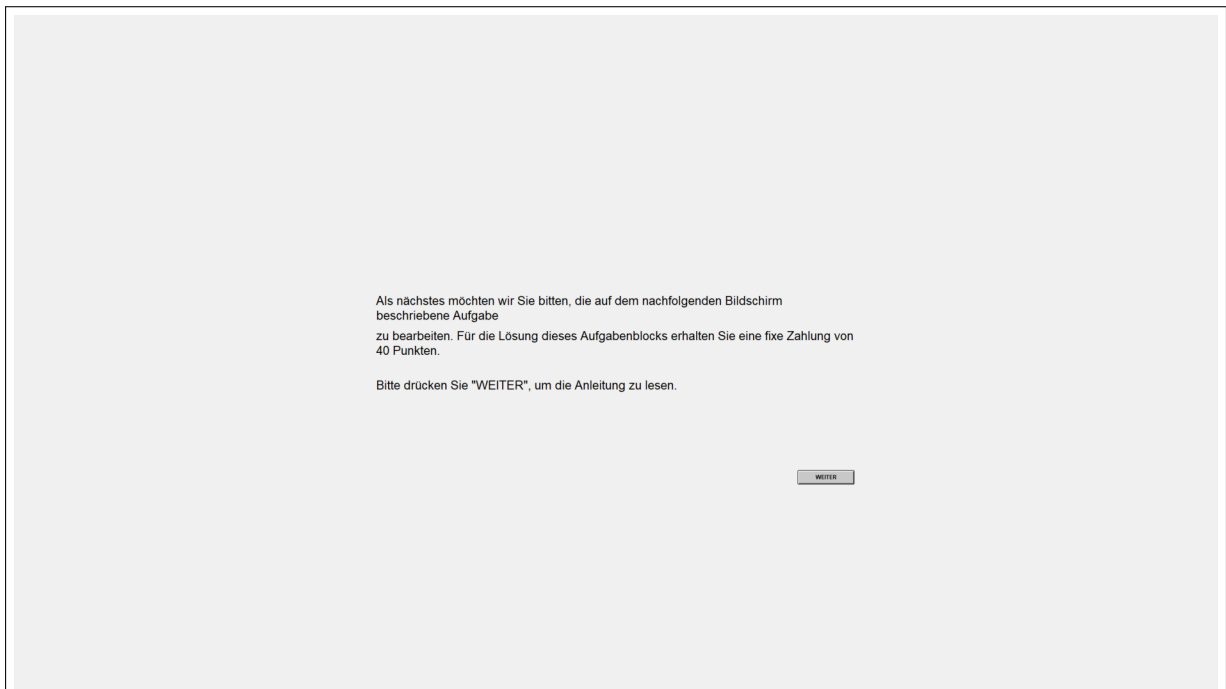 Als nächstes möchten wir Sie bitten, die auf dem nachfolgenden Bildschirm
beschriebene Aufgabe
zu bearbeiten. Für die Lösung dieses Aufgabenblocks erhalten Sie eine fixe Zahlung von
40 Punkten.
Bitte drücken Sie "WEITER", um die Anleitung zu lesen.
WEITER